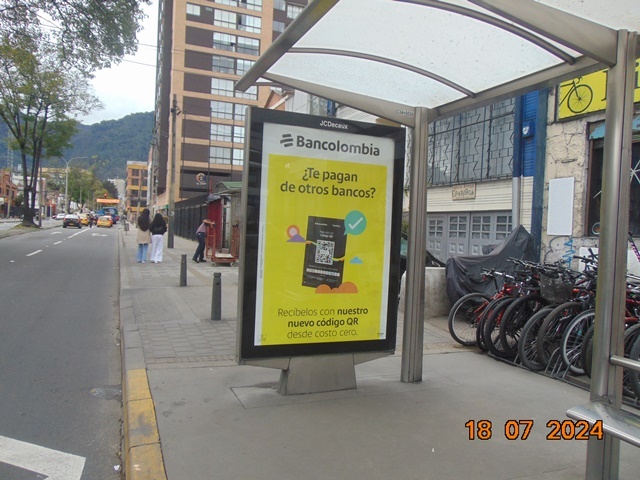 JCDecaux
Bancolombia
¿Te pagan
de otros bancos?
Recíbelos con nuestro
nuevo código QR
desde costo cero.
18 07 2024